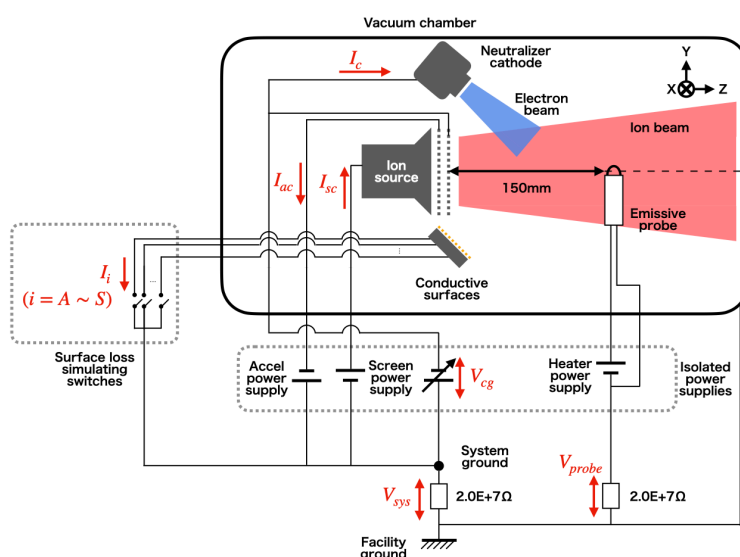 Vacuum chamber
Neutralizer
cathode
I_c
Electron
beam
Y
X
Z
Ion beam
Ion
source
I_ac
I_sc
150mm
Emissive
probe
Conductive
surfaces
...
I_i
(i = A ~ S)
...
Surface loss
simulating
switches
Accel
power
supply
Screen
power
supply
V_cg
Heater
power
supply
Isolated
power
supplies
System
ground
V_sys
2.0E+7Ω
V_probe
2.0E+7Ω
Facility
ground